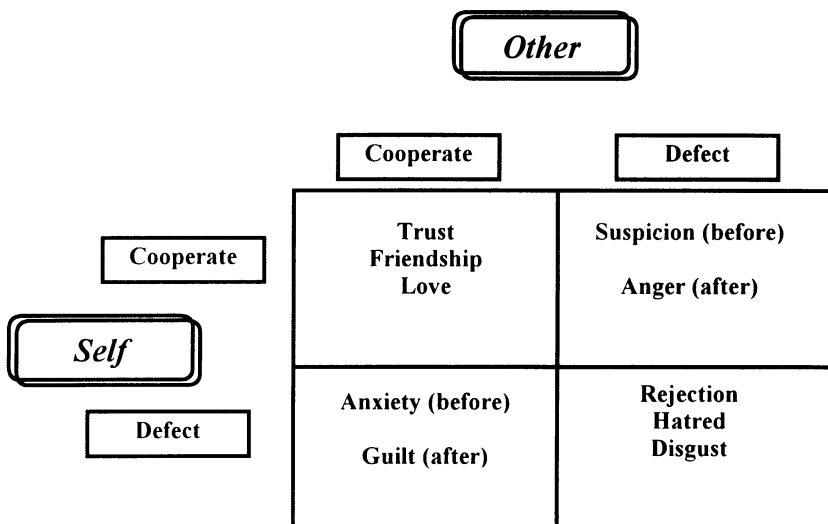 Other
Cooperate
Defect
Cooperate
Trust
Friendship
Love
Suspicion (before)
Anger (after)
Self
Defect
Anxiety (before)
Guilt (after)
Rejection
Hatred
Disgust